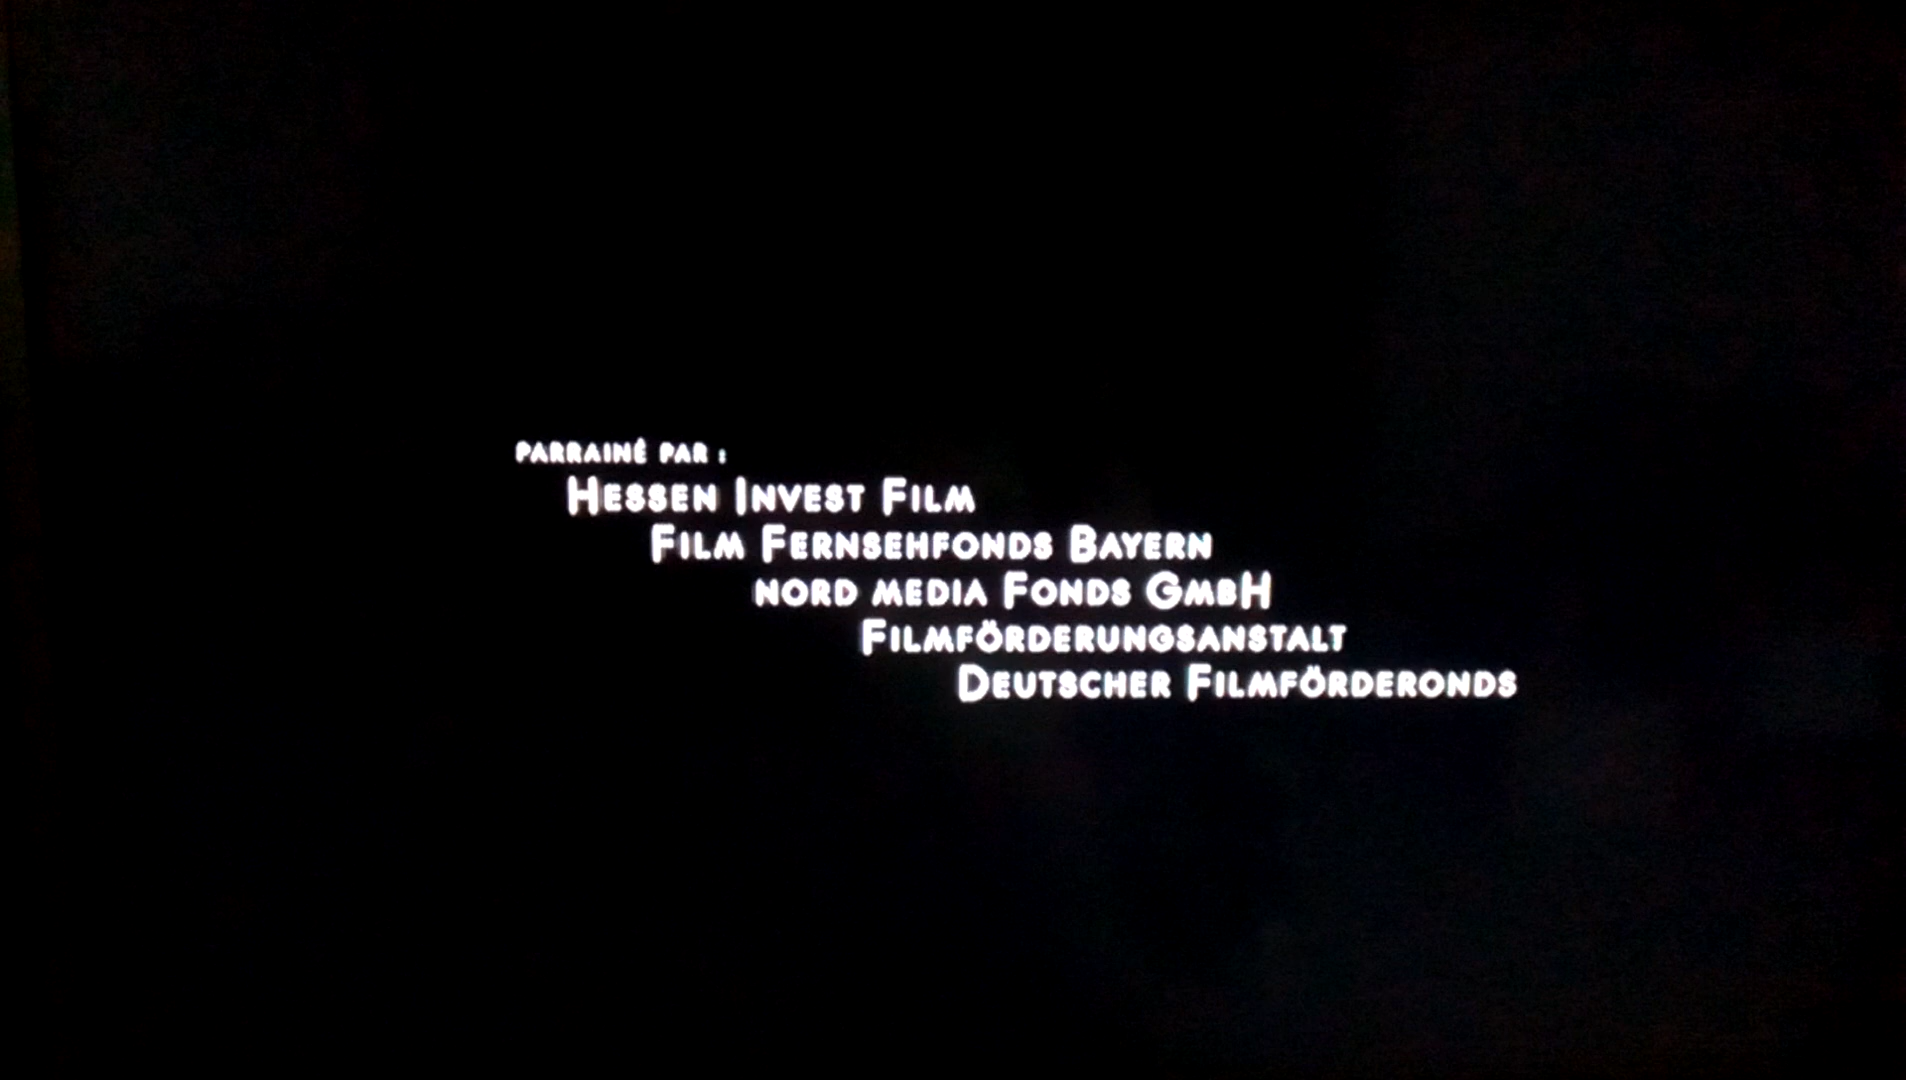 PARRAINÉ PAR :
HESSEN INVEST FILM
FILM FERNSEHFONDS BAYERN
NORD MEDIA FONDS GMBH
FILMFÖRDERUNGSANSTALT
DEUTSCHER FILMFÖRDERONDS